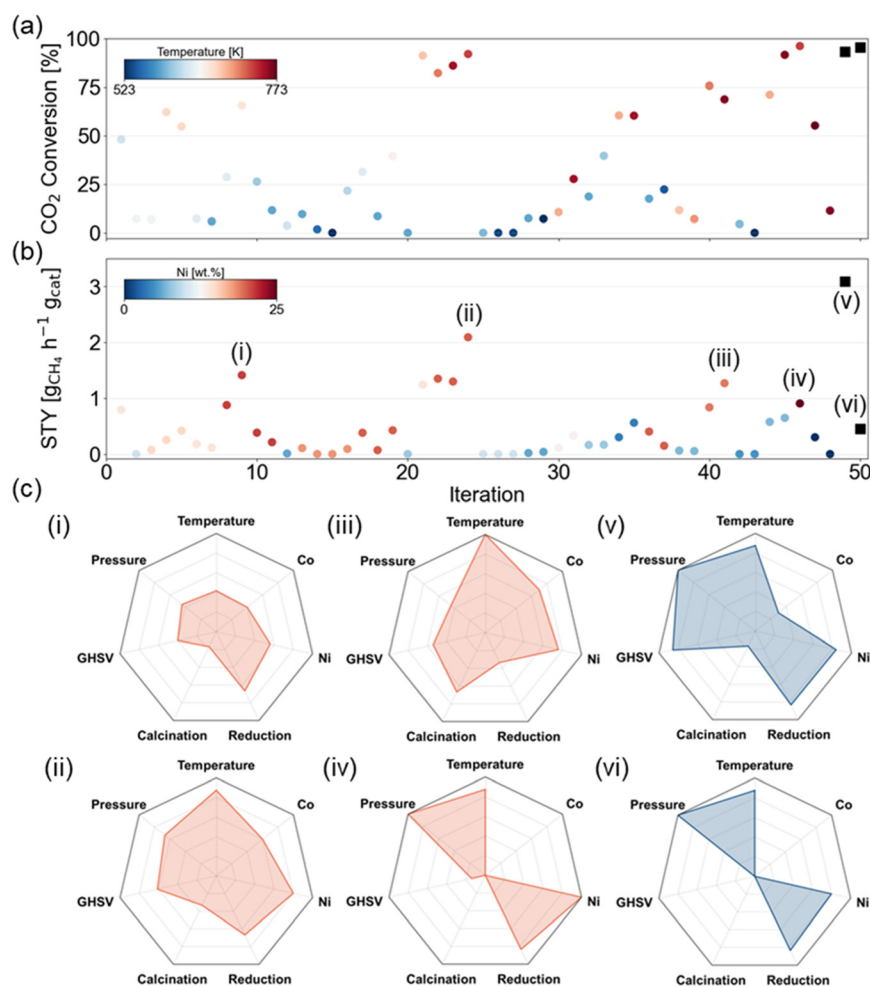 (a)
CO₂ Conversion [%]
100
75
50
25
0
Temperature [K]
523 773
(b)
STY [g_CH₄ h⁻¹ g_cat]
3
2
1
0
Ni [wt.%]
0 25
(i)
(ii)
(iii)
(iv)
(v)
(vi)
0 10 20 30 40 50
Iteration
(c)
(i)
Temperature
Co
Ni
Reduction
Calcination
GHSV
Pressure
(iii)
Temperature
Co
Ni
Reduction
Calcination
GHSV
Pressure
(v)
Temperature
Co
Ni
Reduction
Calcination
GHSV
Pressure
(ii)
Temperature
Co
Ni
Reduction
Calcination
GHSV
Pressure
(iv)
Temperature
Co
Ni
Reduction
Calcination
GHSV
Pressure
(vi)
Temperature
Co
Ni
Reduction
Calcination
GHSV
Pressure